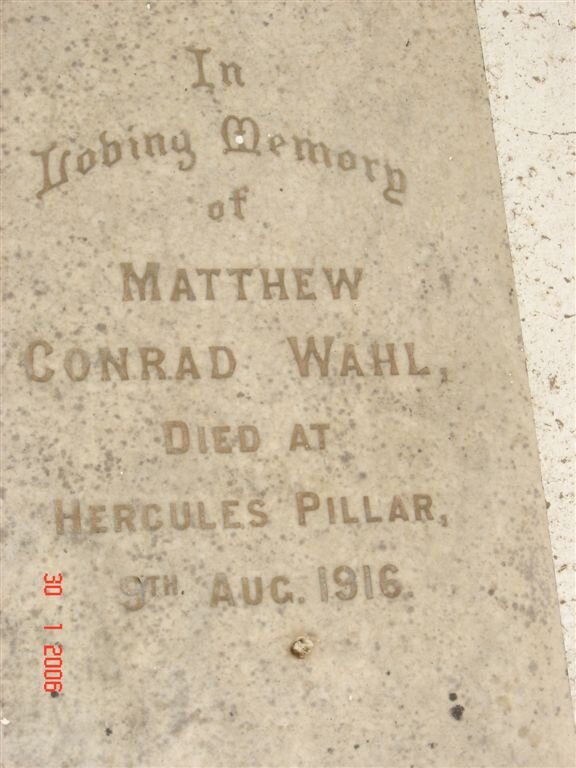 In
Loving Memory
of
MATTHEW
CONRAD WAHL,
DIED AT
HERCULES PILLAR,
9TH. AUG. 1916.
30 1 2006